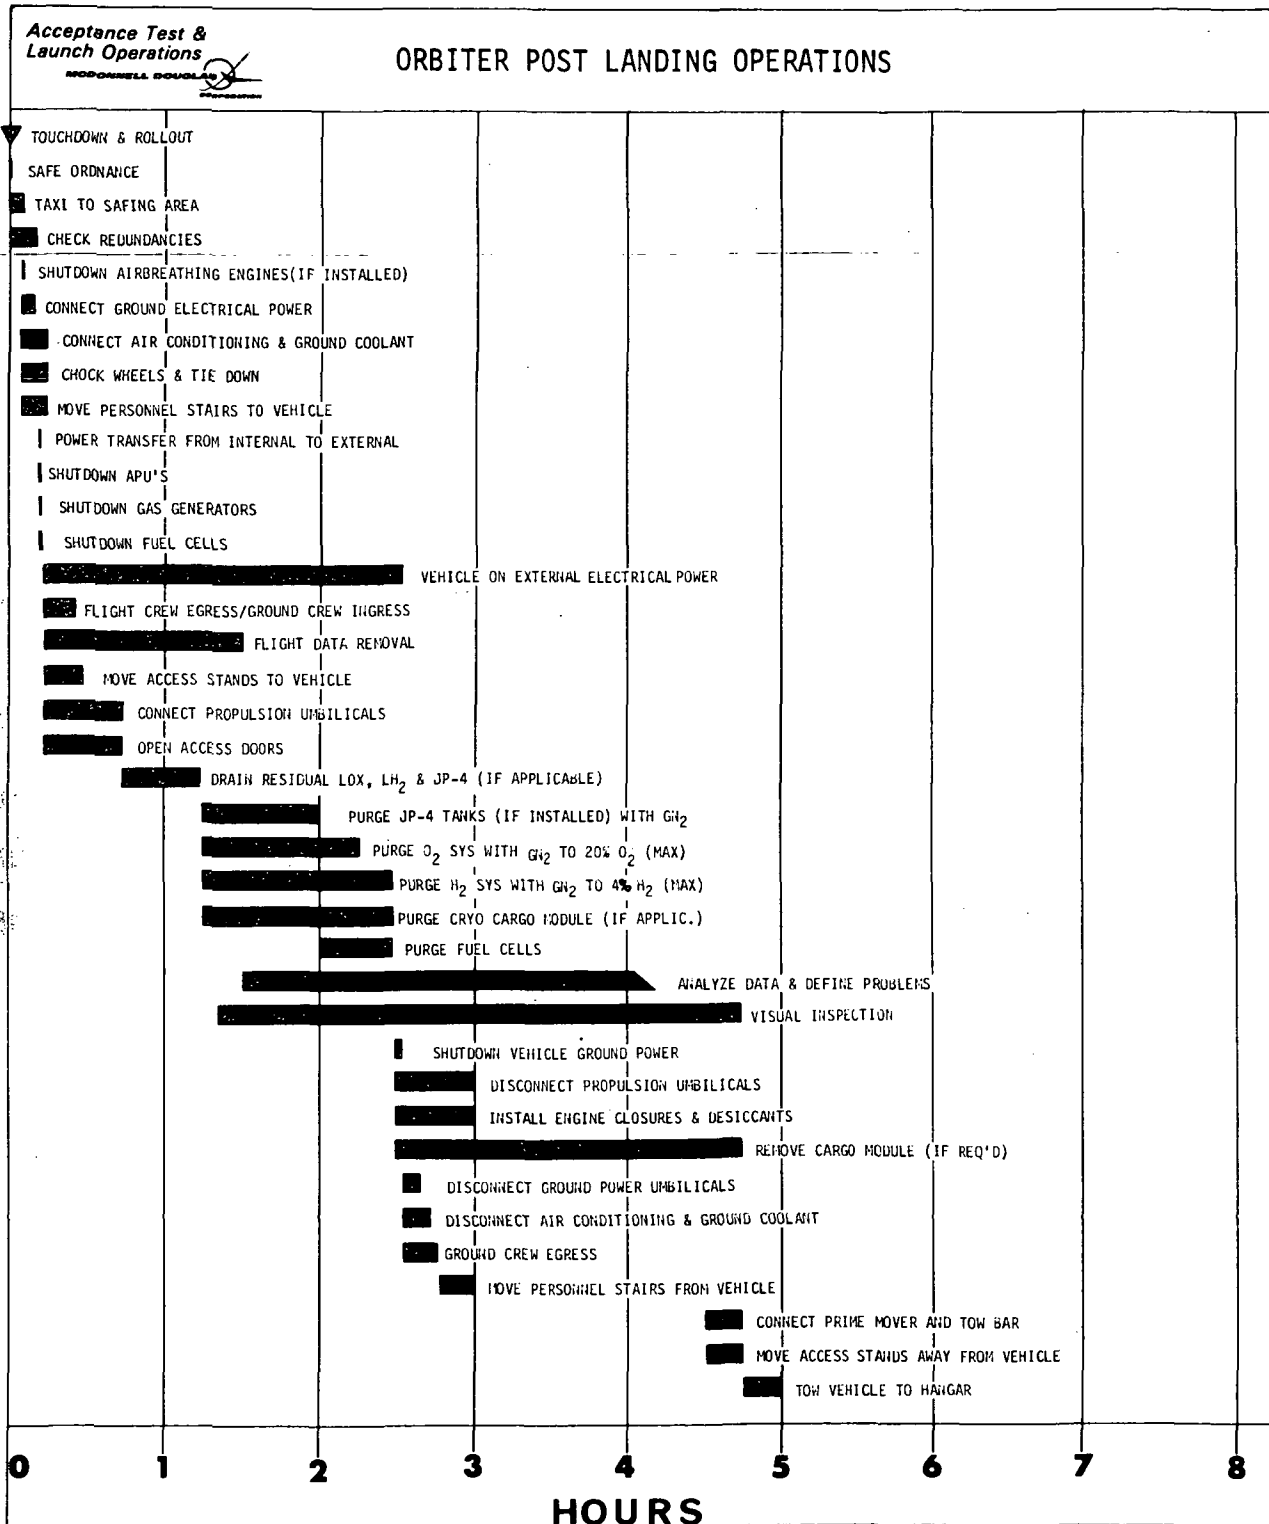 Acceptance Test &
Launch Operations
MCDONNELL DOUGLAS
CORPORATION
ORBITER POST LANDING OPERATIONS
TOUCHDOWN & ROLLOUT
SAFE ORDNANCE
TAXI TO SAFING AREA
CHECK REDUNDANCIES
SHUTDOWN AIRBREATHING ENGINES(IF INSTALLED)
CONNECT GROUND ELECTRICAL POWER
CONNECT AIR CONDITIONING & GROUND COOLANT
CHOCK WHEELS & TIE DOWN
MOVE PERSONNEL STAIRS TO VEHICLE
POWER TRANSFER FROM INTERNAL TO EXTERNAL
SHUTDOWN APU'S
SHUTDOWN GAS GENERATORS
SHUTDOWN FUEL CELLS
VEHICLE ON EXTERNAL ELECTRICAL POWER
FLIGHT CREW EGRESS/GROUND CREW INGRESS
FLIGHT DATA REMOVAL
MOVE ACCESS STANDS TO VEHICLE
CONNECT PROPULSION UMBILICALS
OPEN ACCESS DOORS
DRAIN RESIDUAL LOX, LH2 & JP-4 (IF APPLICABLE)
PURGE JP-4 TANKS (IF INSTALLED) WITH GN2
PURGE O2 SYS WITH GN2 TO 20% O2 (MAX)
PURGE H2 SYS WITH GN2 TO 4% H2 (MAX)
PURGE CRYO CARGO MODULE (IF APPLIC.)
PURGE FUEL CELLS
ANALYZE DATA & DEFINE PROBLEMS
VISUAL INSPECTION
SHUTDOWN VEHICLE GROUND POWER
DISCONNECT PROPULSION UMBILICALS
INSTALL ENGINE CLOSURES & DESICCANTS
REMOVE CARGO MODULE (IF REQ'D)
DISCONNECT GROUND POWER UMBILICALS
DISCONNECT AIR CONDITIONING & GROUND COOLANT
GROUND CREW EGRESS
MOVE PERSONNEL STAIRS FROM VEHICLE
CONNECT PRIME MOVER AND TOW BAR
MOVE ACCESS STANDS AWAY FROM VEHICLE
TOW VEHICLE TO HANGAR
0 1 2 3 4 5 6 7 8
HOURS